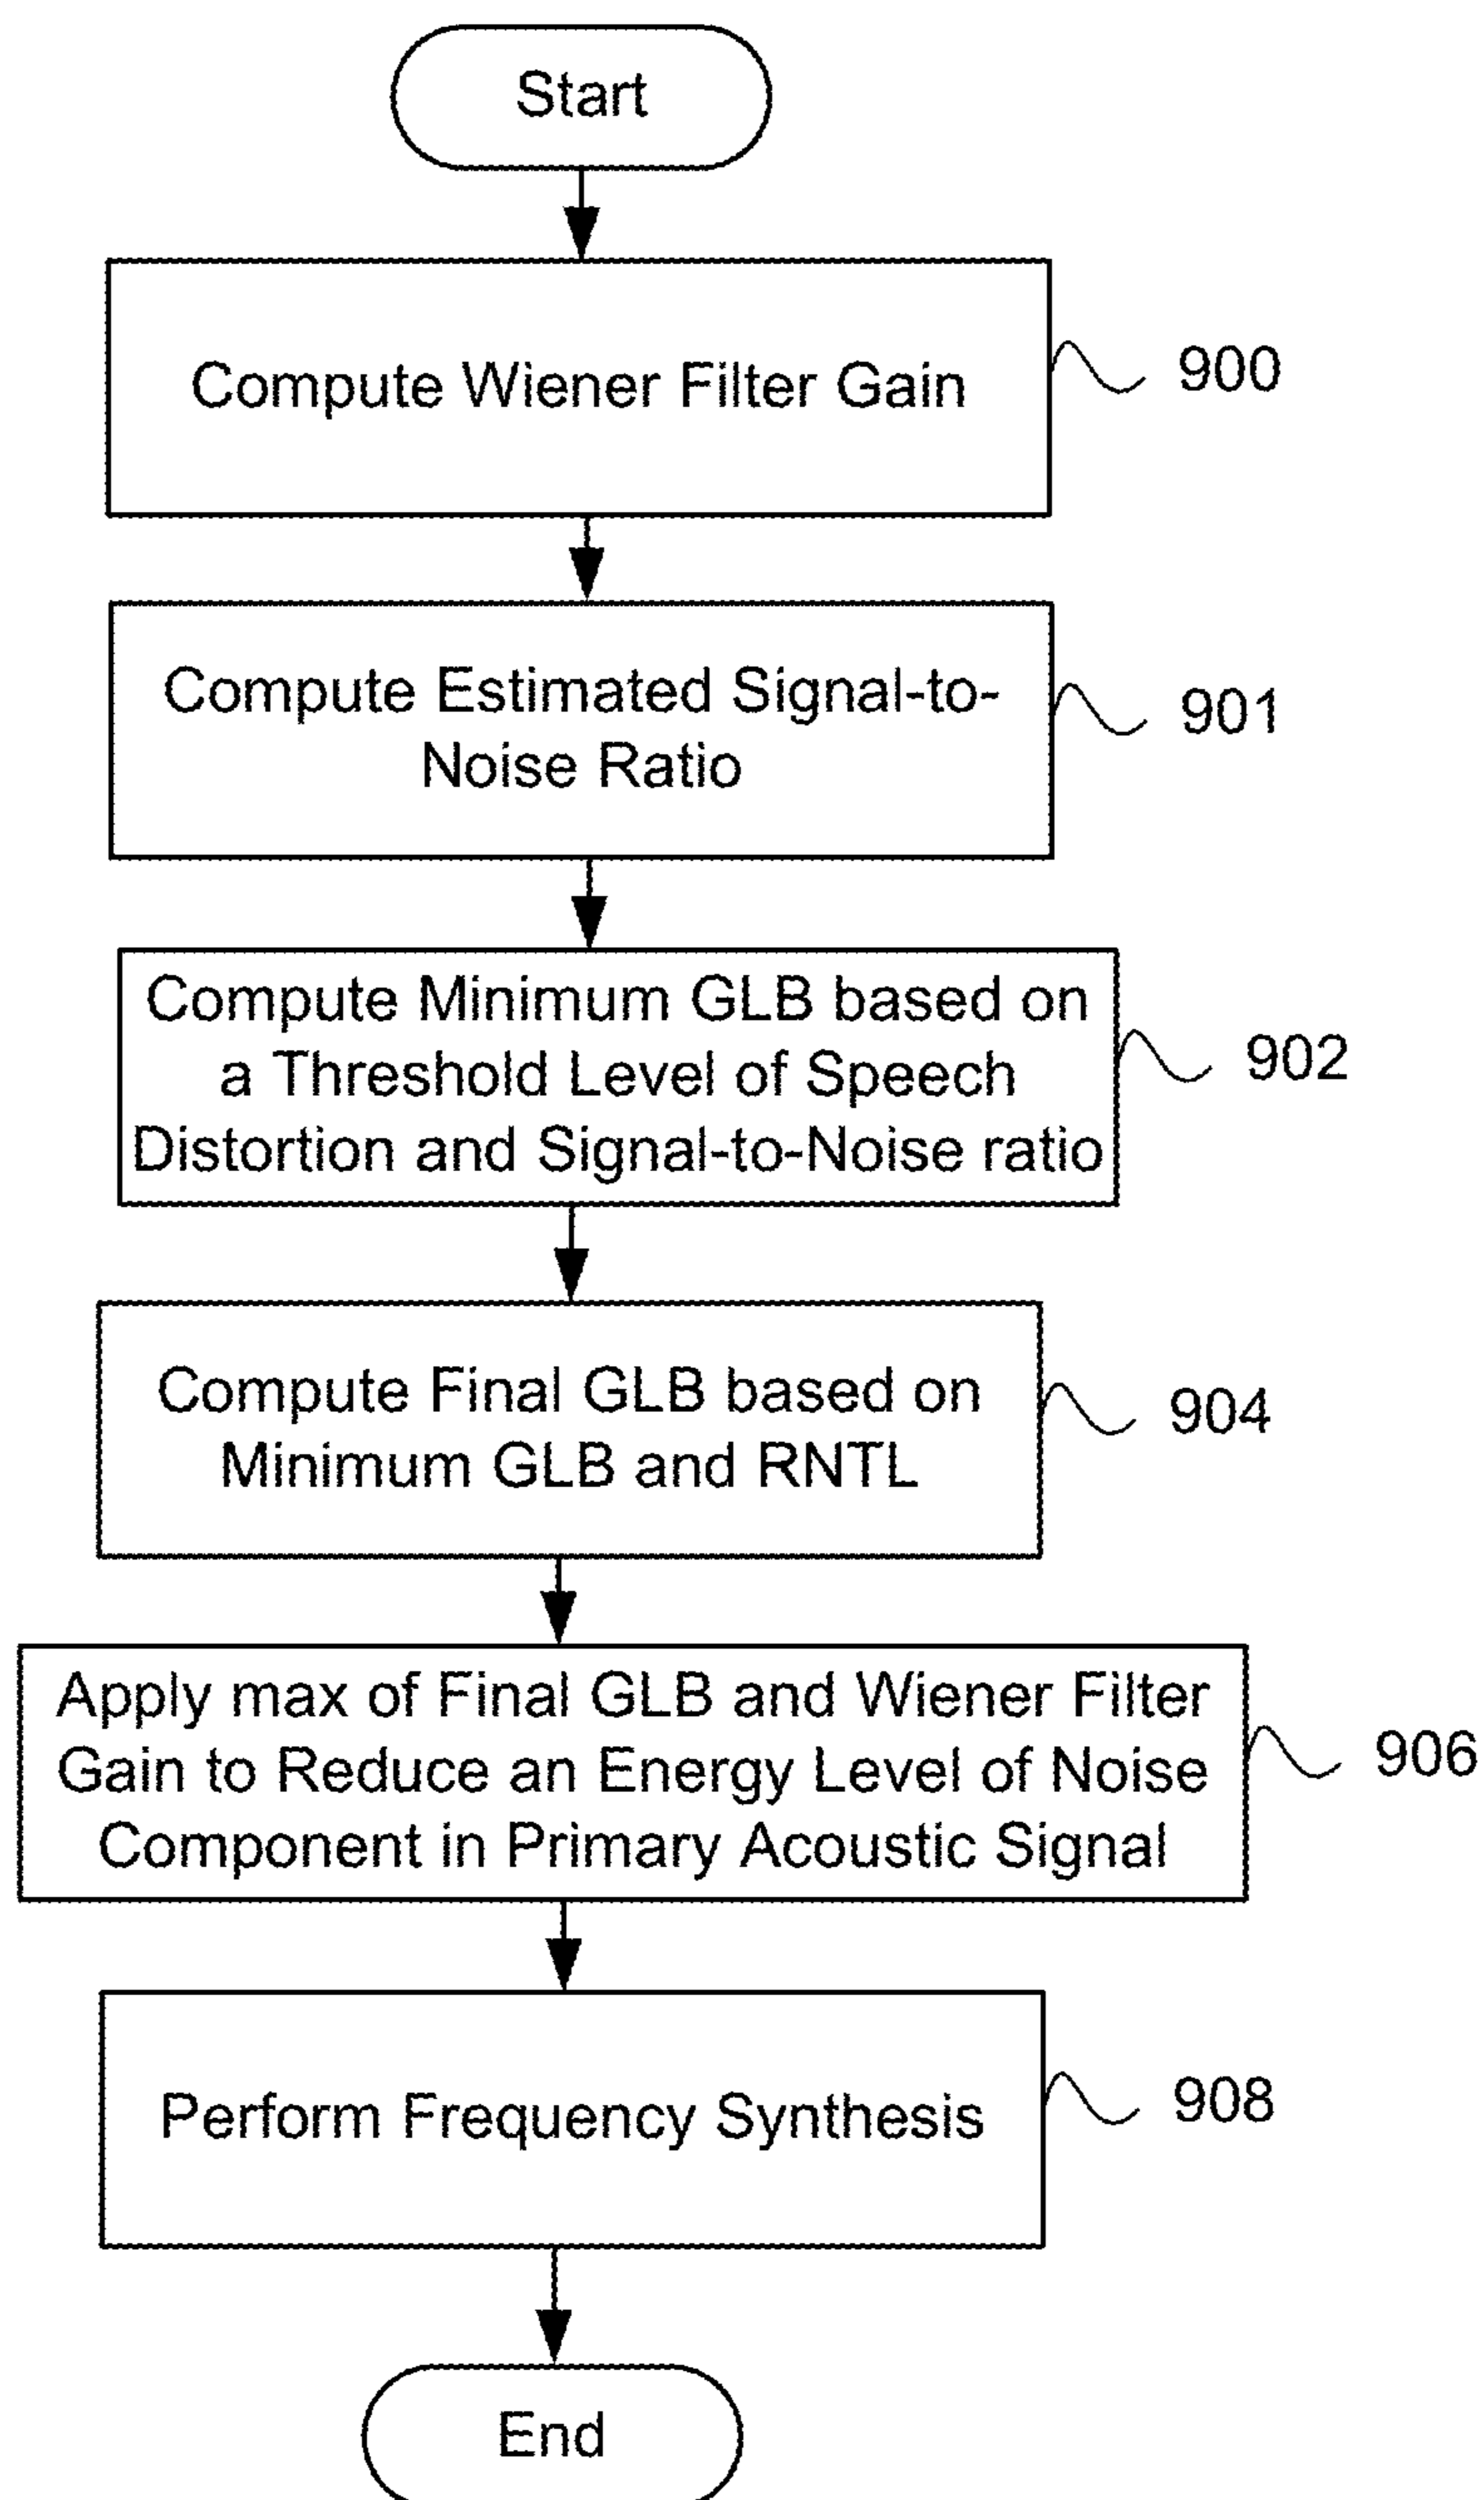 Start
Compute Wiener Filter Gain
900
Compute Estimated Signal-to-
Noise Ratio
901
Compute Minimum GLB based on
a Threshold Level of Speech
Distortion and Signal-to-Noise ratio
902
Compute Final GLB based on
Minimum GLB and RNTL
904
Apply max of Final GLB and Wiener Filter
Gain to Reduce an Energy Level of Noise
Component in Primary Acoustic Signal
906
Perform Frequency Synthesis
908
End